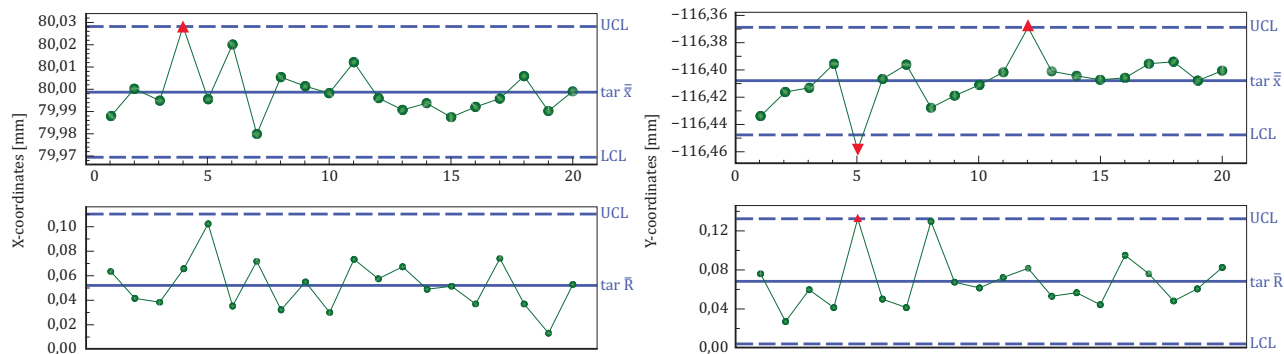 X-coordinates [mm]
80,03
80,02
80,01
80,00
79,99
79,98
79,97
UCL
tar x̿
LCL
0 5 10 15 20
0,10
0,08
0,06
0,04
0,02
0,00
UCL
tar R̄
Y-coordinates [mm]
−116,36
−116,38
−116,40
−116,42
−116,44
−116,46
UCL
tar x̿
LCL
0 5 10 15 20
0,12
0,08
0,04
0,00
UCL
tar R̄
LCL